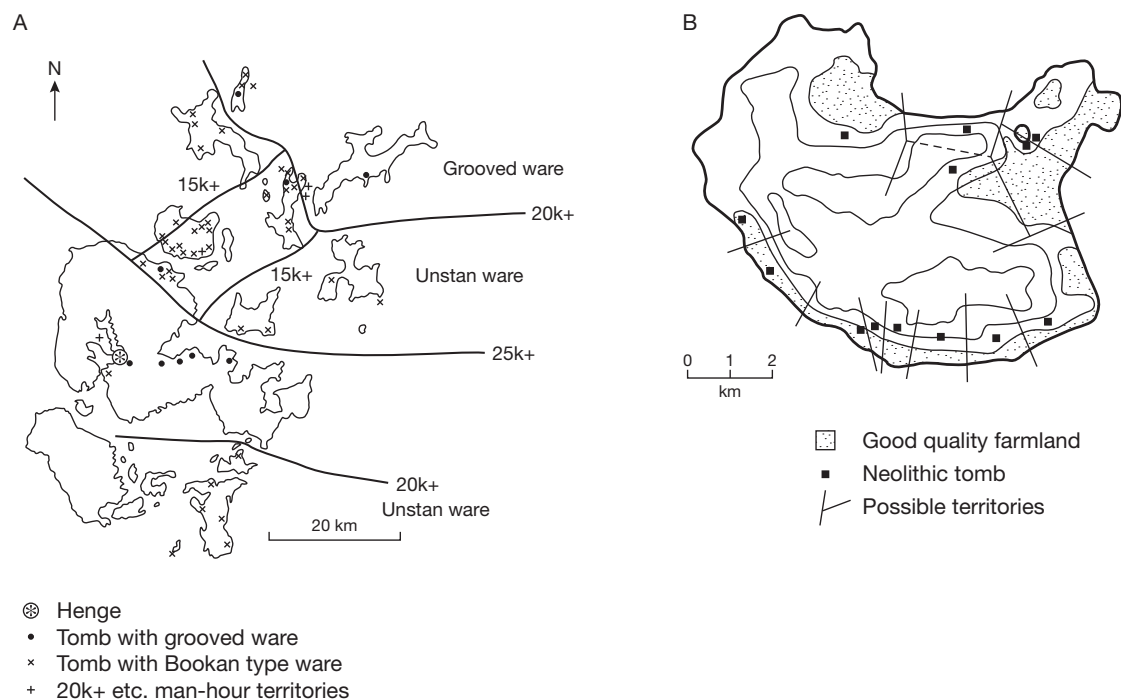 A
N
Grooved ware
15k+
20k+
15k+
Unstan ware
25k+
20k+
Unstan ware
20 km
Henge
Tomb with grooved ware
Tomb with Bookan type ware
20k+ etc. man-hour territories
B
0 1 2
km
Good quality farmland
Neolithic tomb
Possible territories